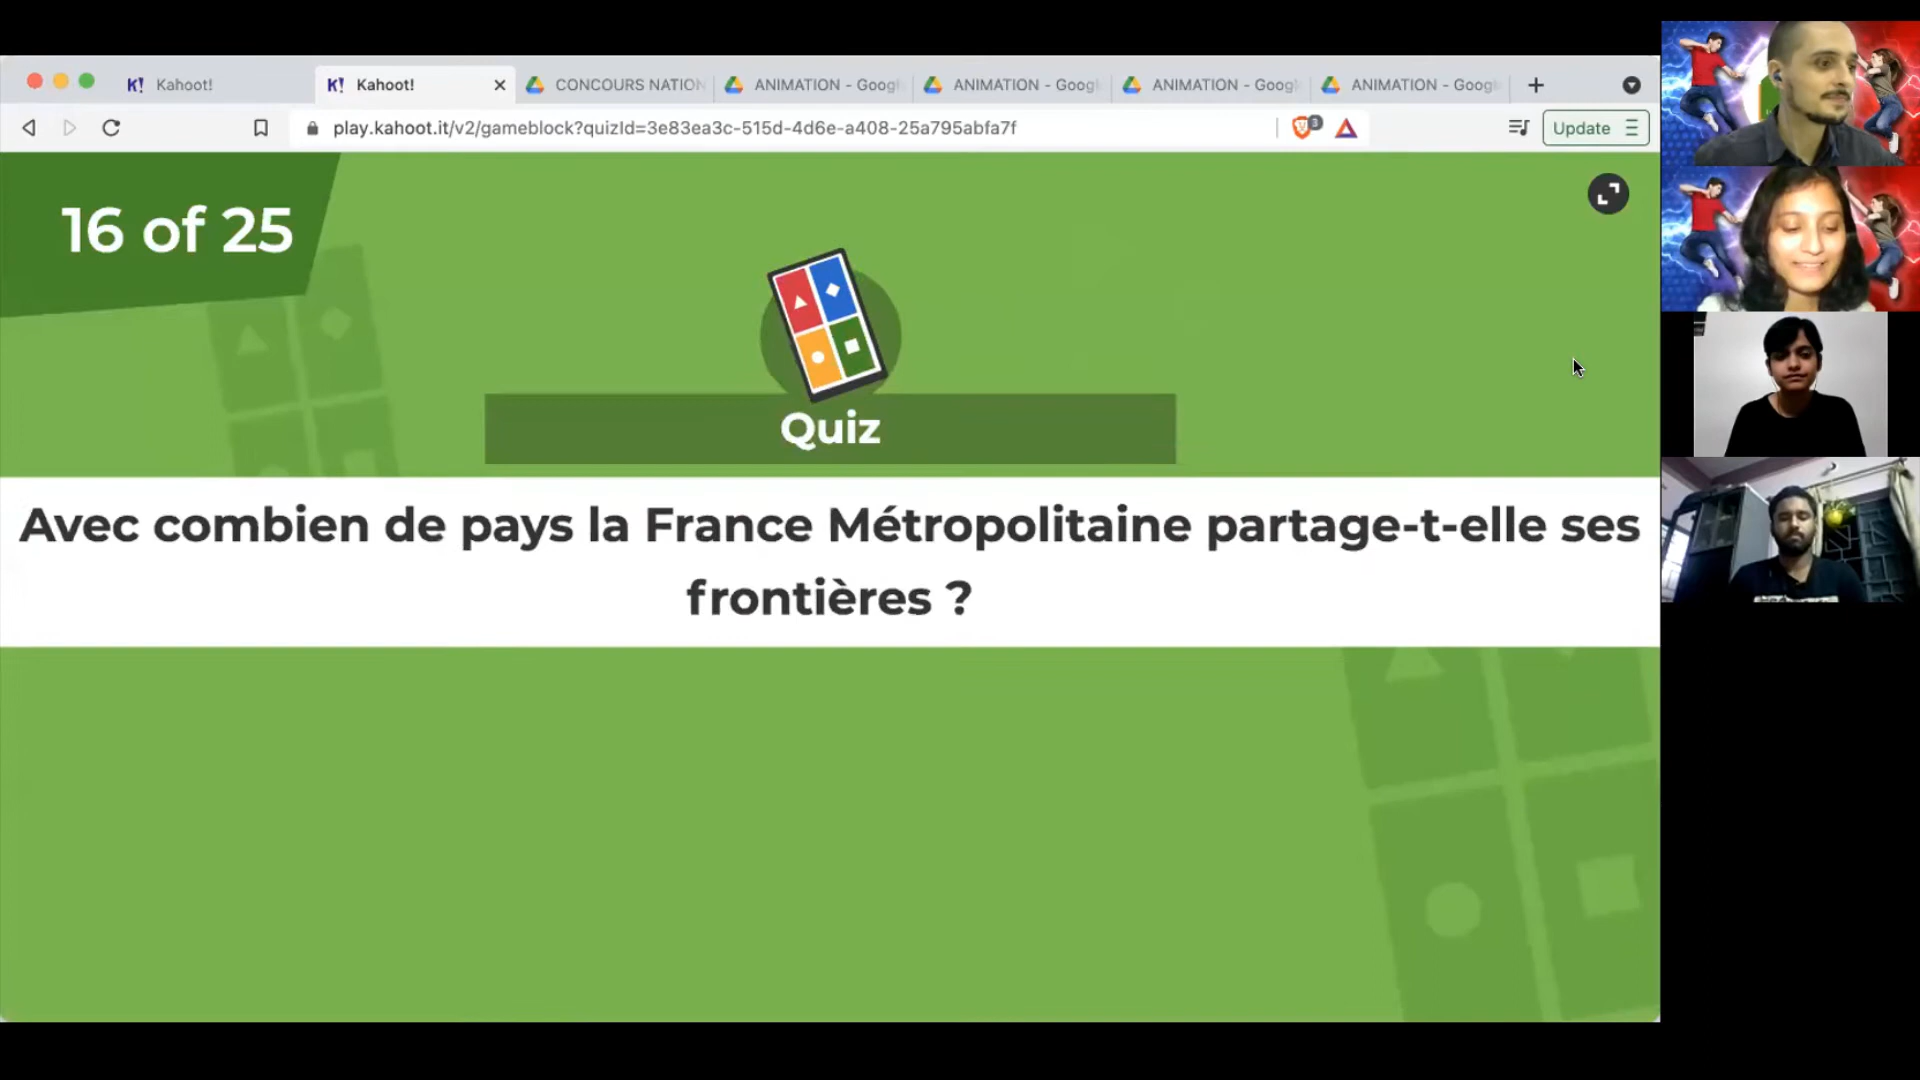 K! Kahoot!
K! Kahoot!
CONCOURS NATION
ANIMATION - Googl
ANIMATION - Googl
ANIMATION - Googl
ANIMATION - Googl
play.kahoot.it/v2/gameblock?quizId=3e83ea3c-515d-4d6e-a408-25a795abfa7f
3
Update
16 of 25
Quiz
Avec combien de pays la France Métropolitaine partage-t-elle ses
frontières ?